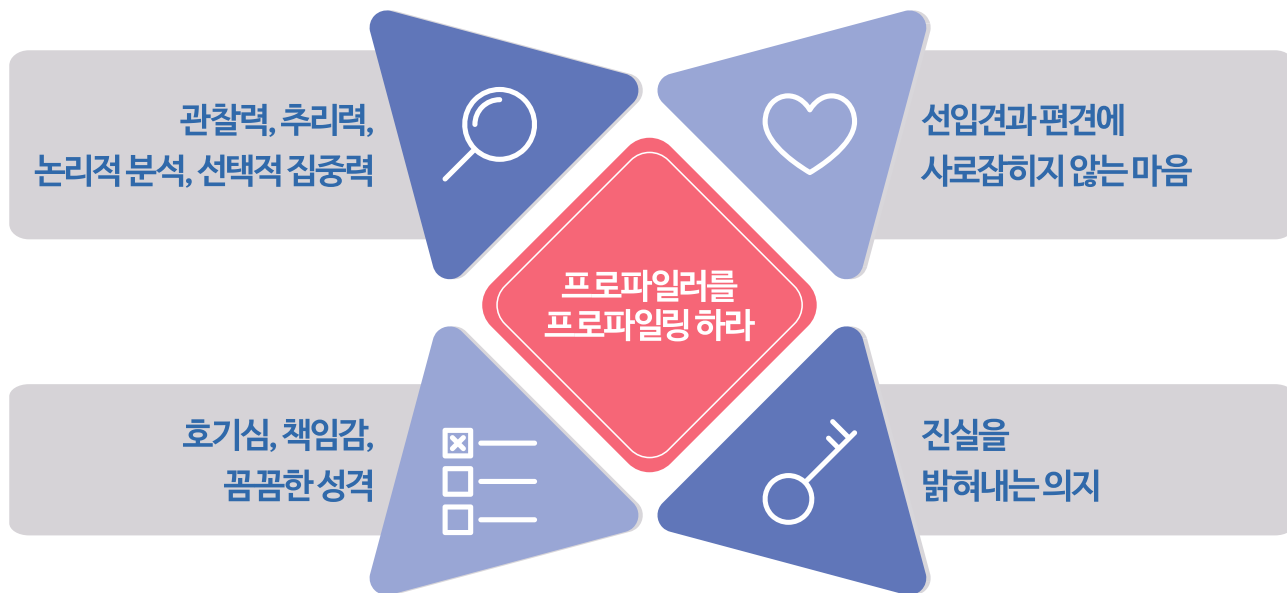 관찰력, 추리력,
논리적 분석, 선택적 집중력
선입견과 편견에
사로잡히지 않는 마음
프로파일러를
프로파일링 하라
호기심, 책임감,
꼼꼼한 성격
진실을
밝혀내는 의지